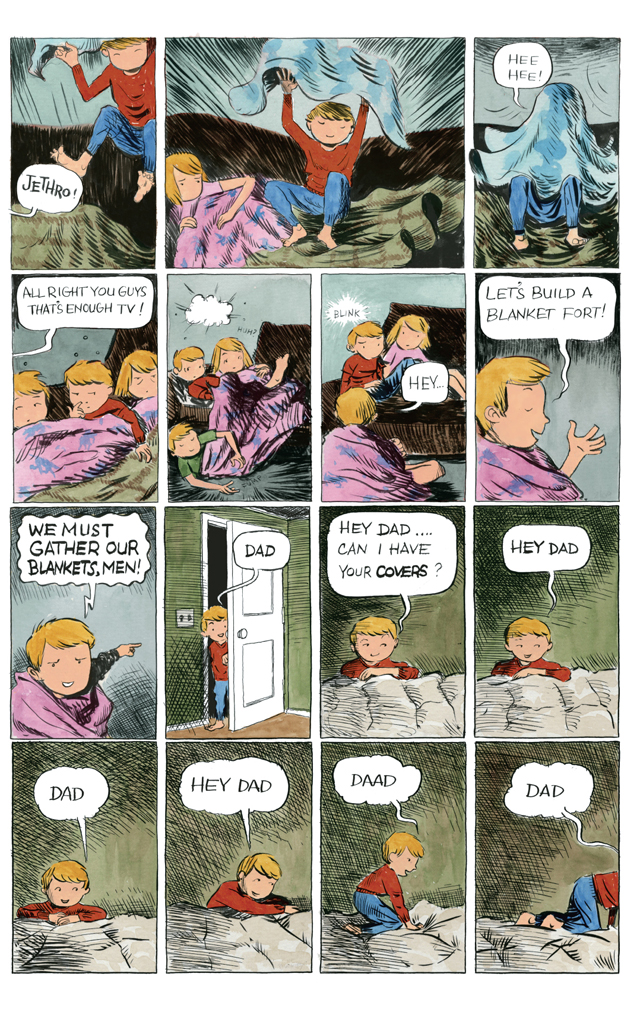 JETHRO!
HEE
HEE!
ALL RIGHT YOU GUYS
THAT'S ENOUGH TV!
HUH?
BLINK
HEY...
LET'S BUILD A
BLANKET FORT!
WE MUST
GATHER OUR
BLANKETS, MEN!
DAD
HEY DAD ....
CAN I HAVE
YOUR COVERS ?
HEY DAD
DAD
HEY DAD
DAAD
DAD